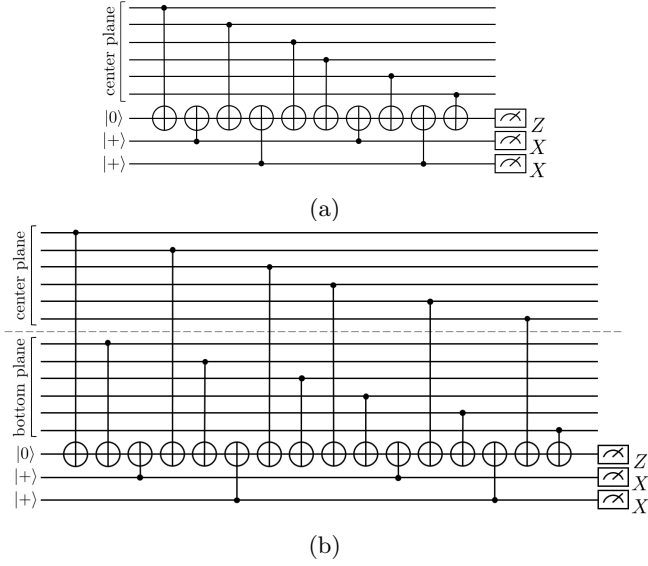 center plane
|0⟩
Z
|+⟩
X
|+⟩
X
(a)
center plane
bottom plane
|0⟩
Z
|+⟩
X
|+⟩
X
(b)